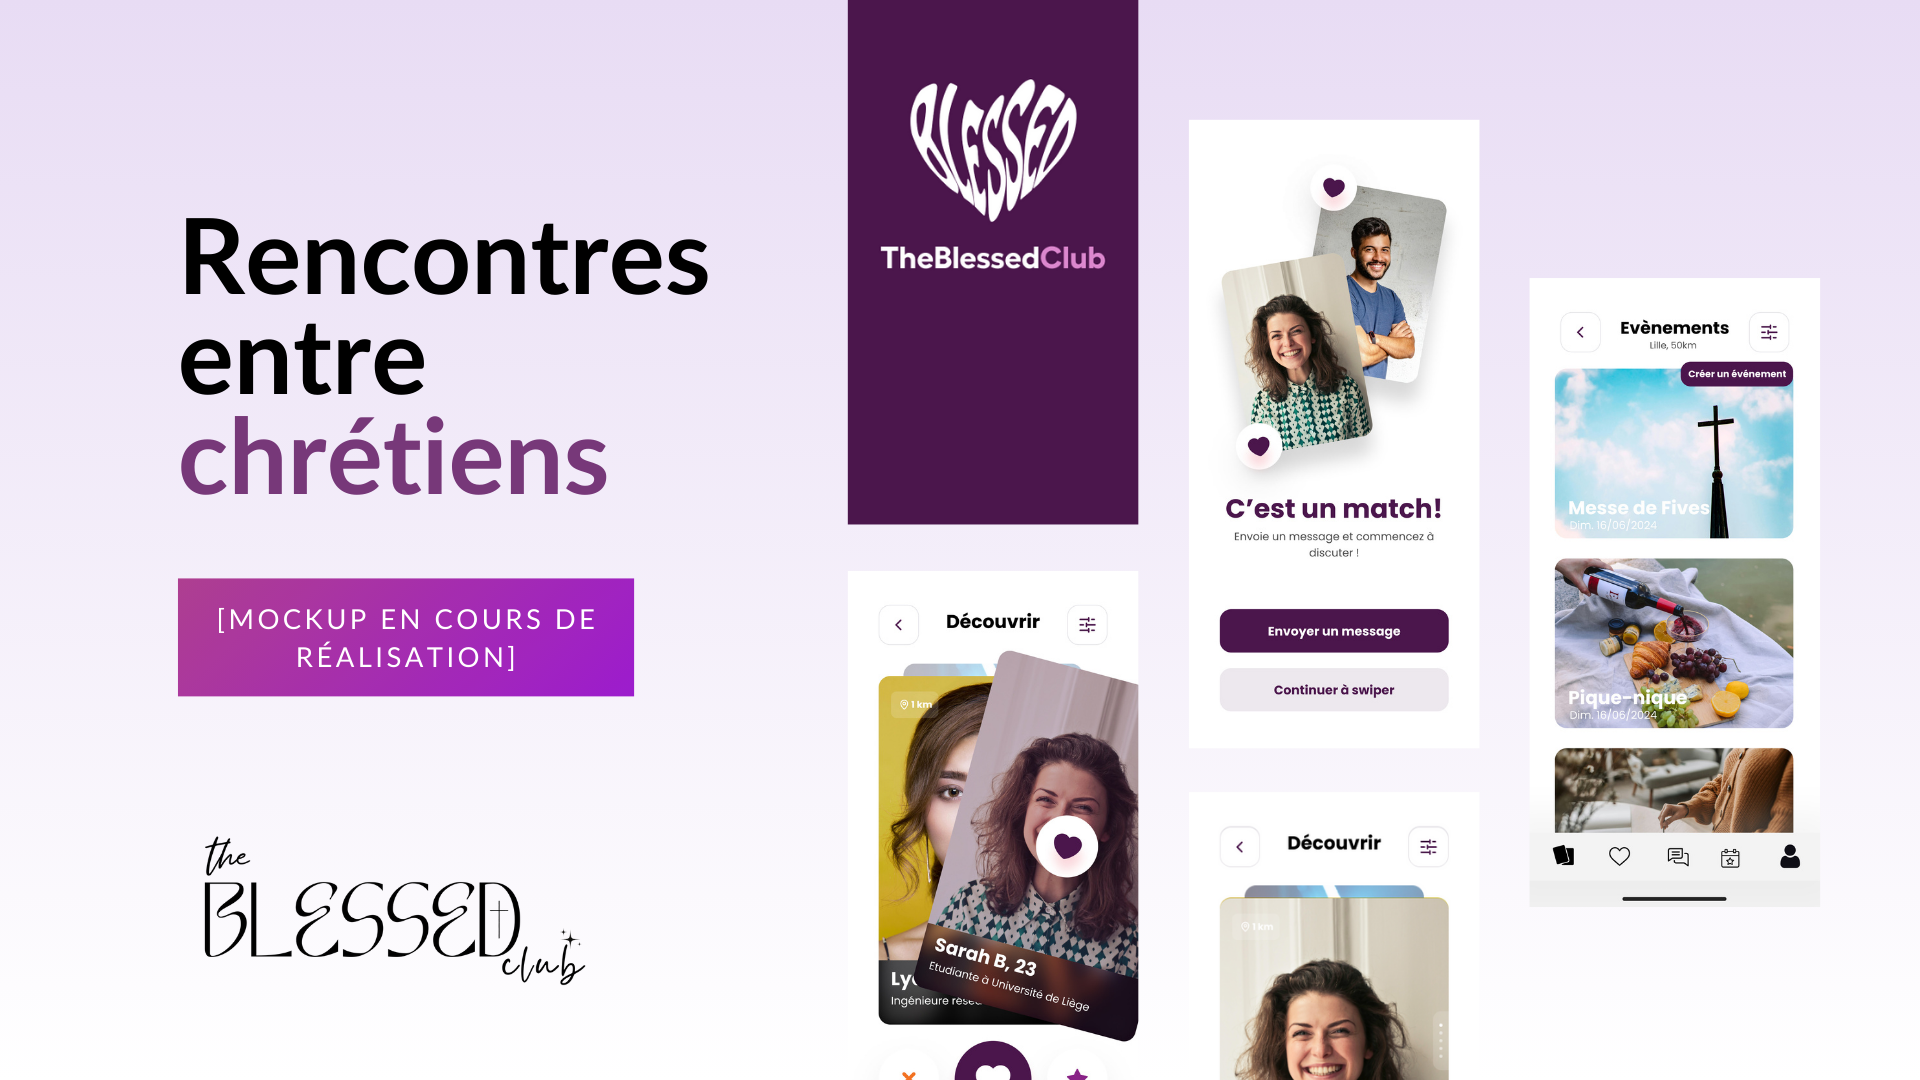 Rencontres
entre
chrétiens
[MOCKUP EN COURS DE
RÉALISATION]
the
BLESSED
club
BLESSED
TheBlessedClub
Découvrir
1 km
Sarah B, 23
Etudiante à Université de Liège
Ingénieure
C’est un match!
Envoie un message et commencez à
discuter !
Envoyer un message
Continuer à swiper
Découvrir
1 km
Evènements
Lille, 50km
Créer un événement
Messe de Fives
Dim. 16/06/2024
Pique-nique
Dim. 16/06/2024